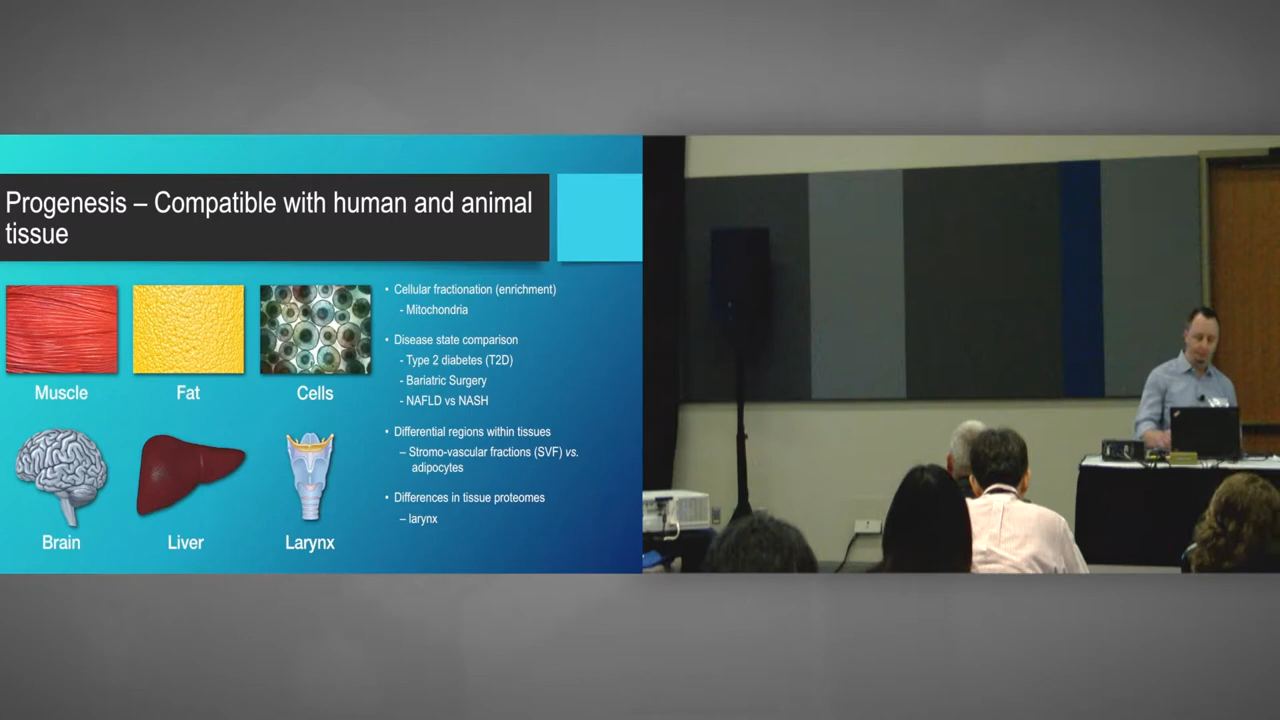 Progenesis – Compatible with human and animal
tissue
Muscle
Fat
Cells
Brain
Liver
Larynx
• Cellular fractionation (enrichment)
- Mitochondria
• Disease state comparison
- Type 2 diabetes (T2D)
- Bariatric Surgery
- NAFLD vs NASH
• Differential regions within tissues
– Stromo-vascular fractions (SVF) vs.
adipocytes
• Differences in tissue proteomes
– larynx